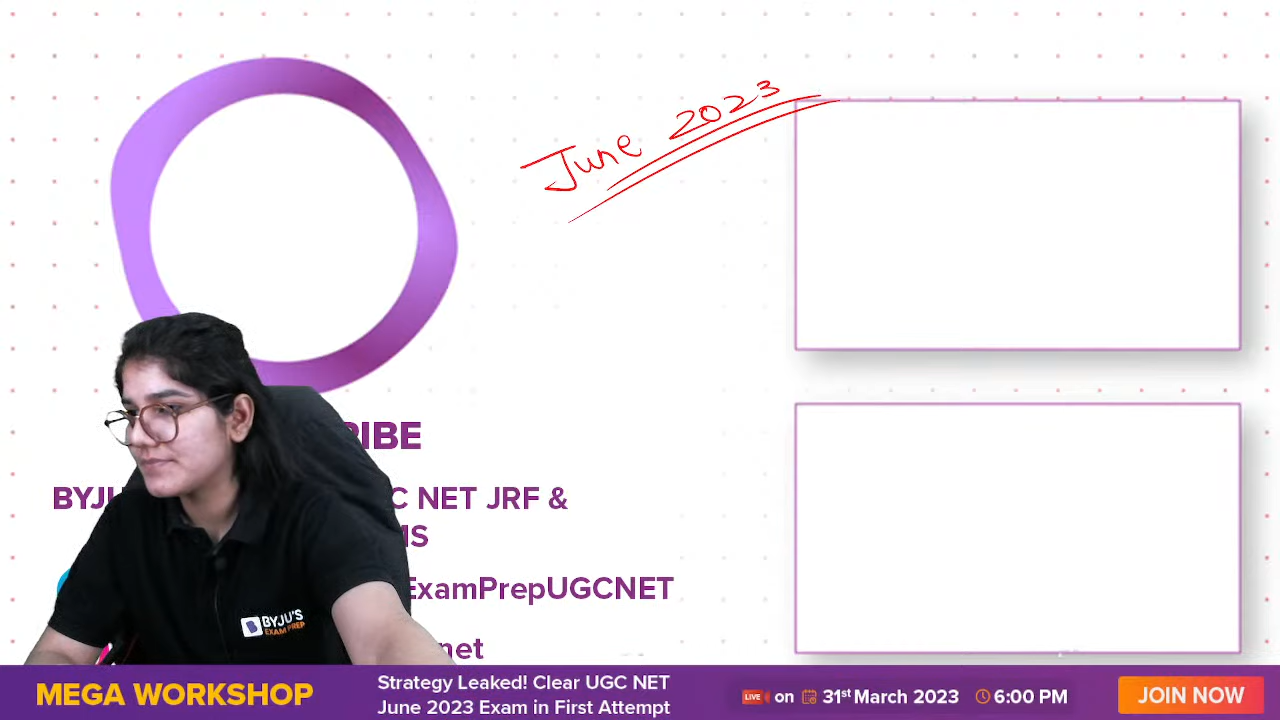 June 2023
RIBE
BYJU C NET JRF &
MS
ExamPrepUGCNET
net
BYJU'S
EXAM PREP
MEGA WORKSHOP
Strategy Leaked! Clear UGC NET
June 2023 Exam in First Attempt
LIVE on 31st March 2023 6:00 PM
JOIN NOW